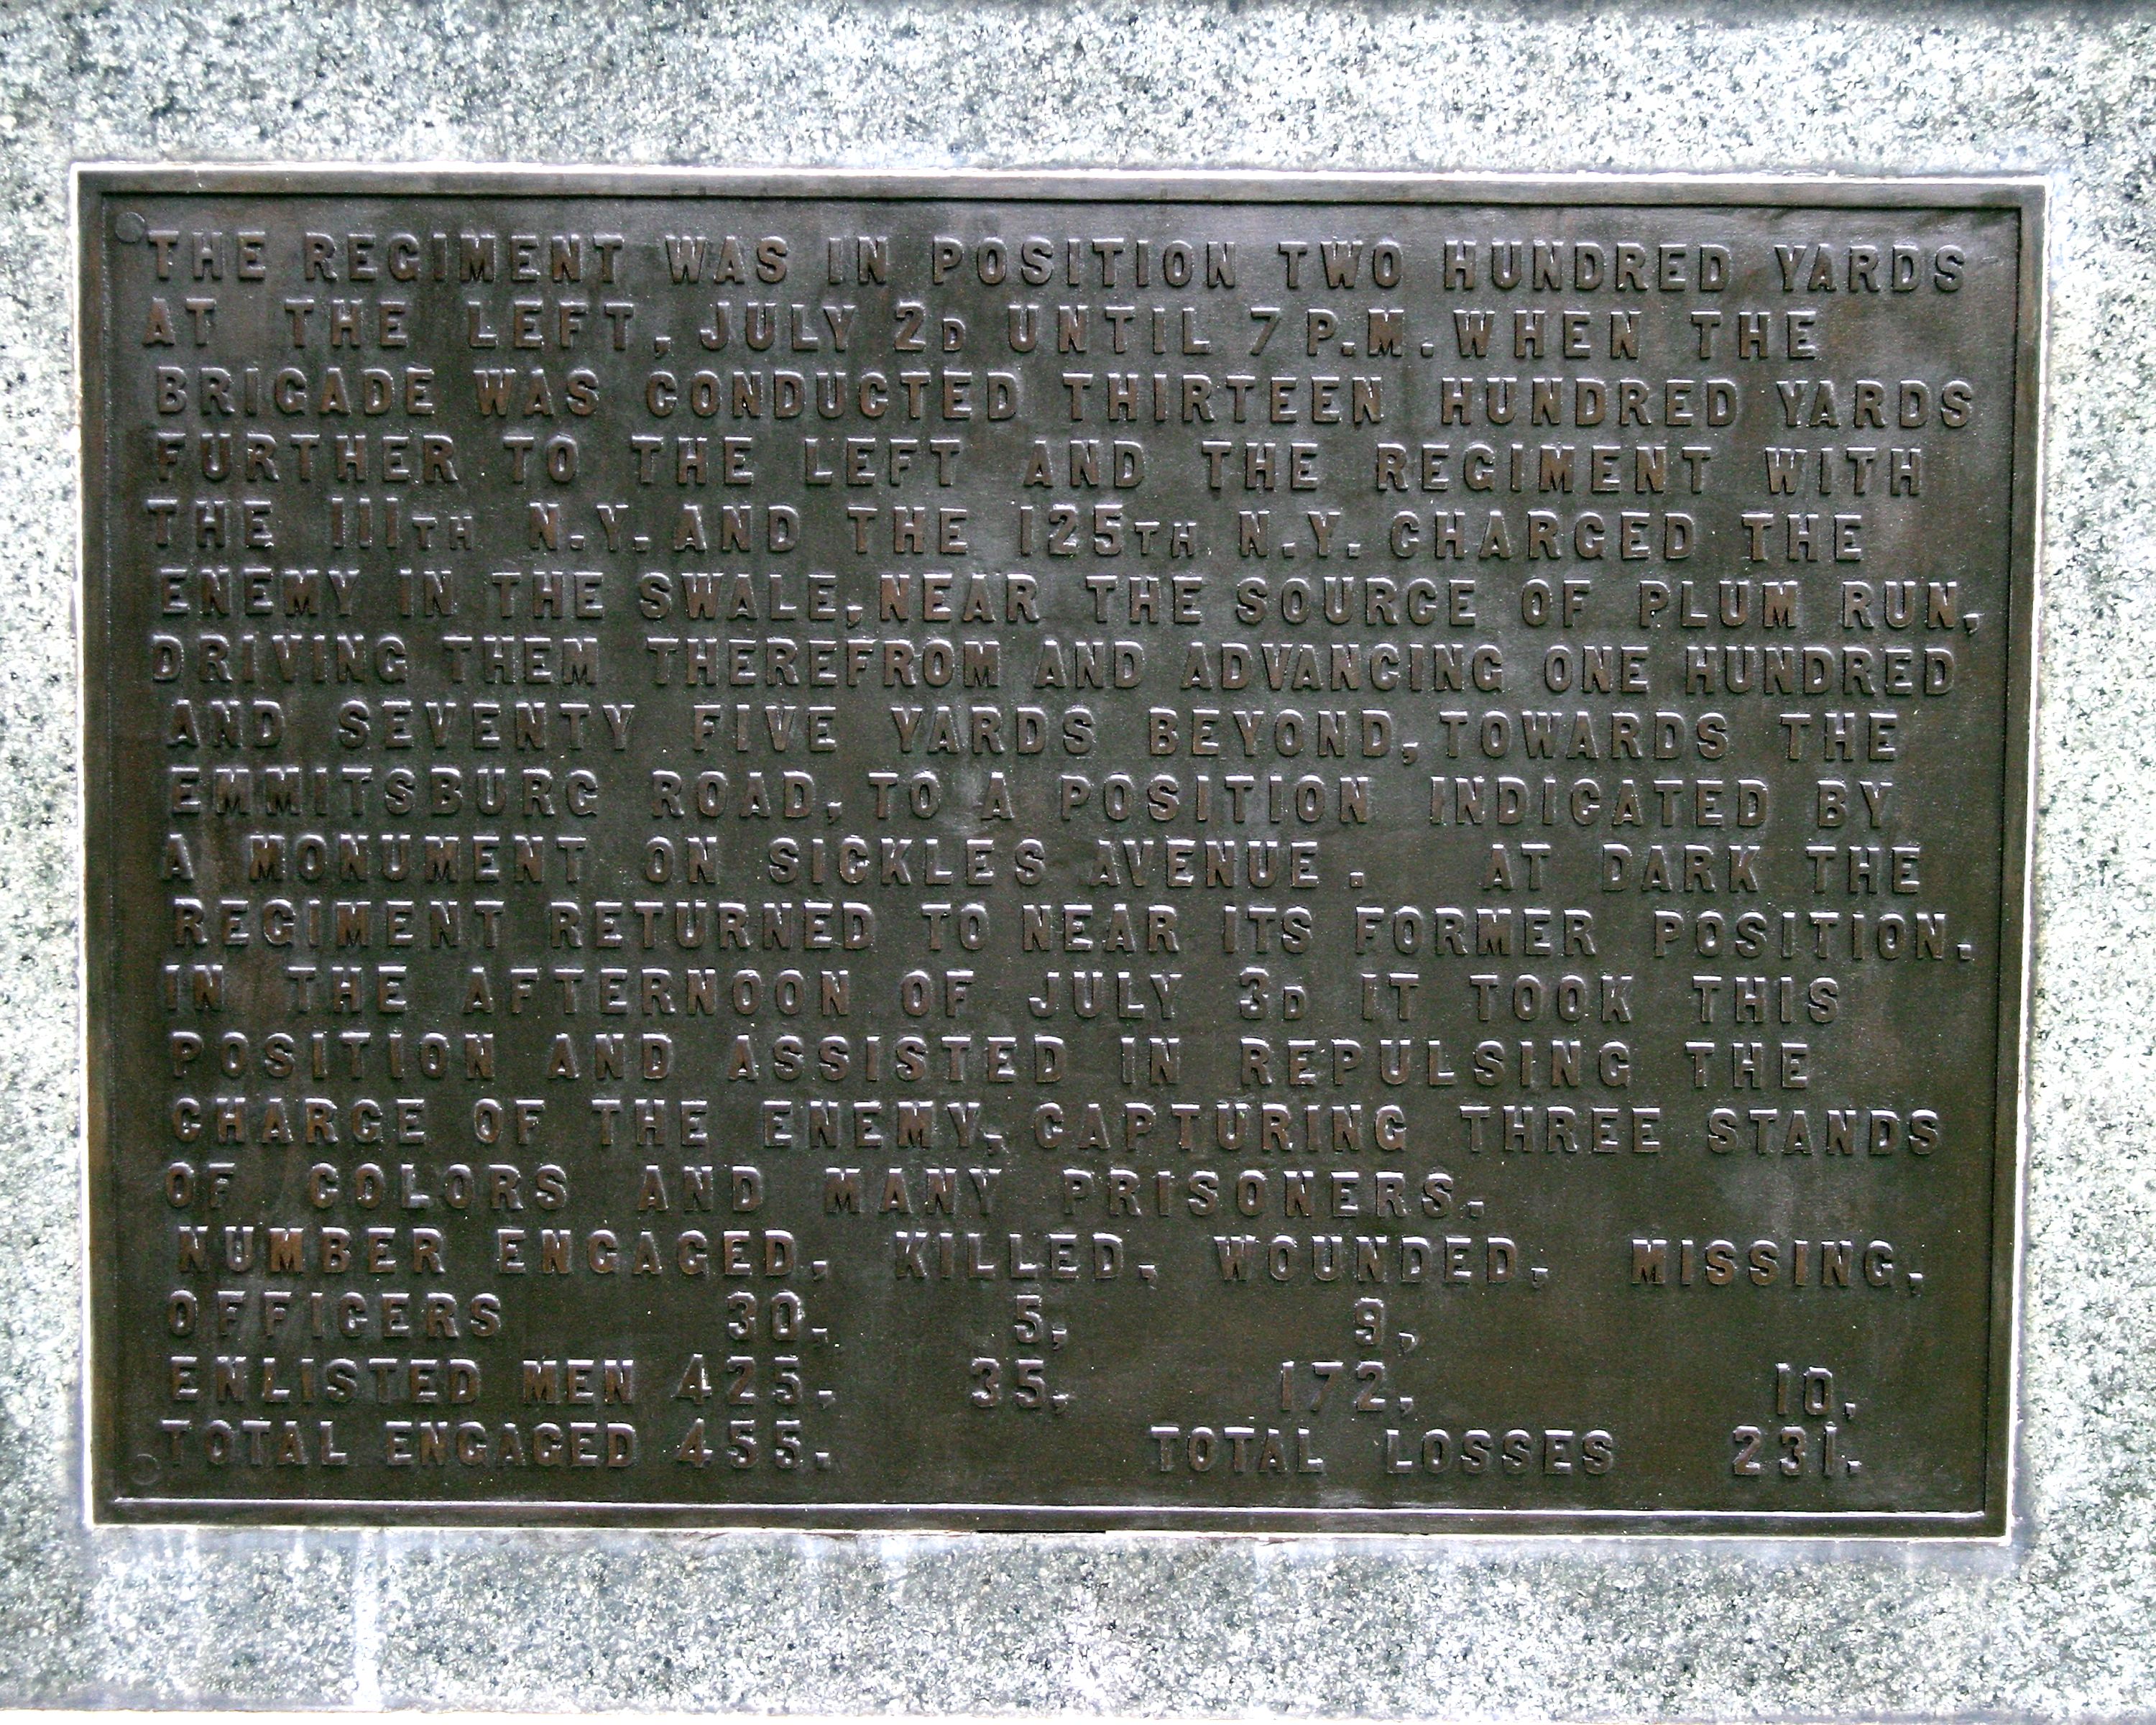 THE REGIMENT WAS IN POSITION TWO HUNDRED YARDS
AT THE LEFT, JULY 2D UNTIL 7 P.M. WHEN THE
BRIGADE WAS CONDUCTED THIRTEEN HUNDRED YARDS
FURTHER TO THE LEFT AND THE REGIMENT WITH
THE 111TH N.Y. AND THE 125TH N.Y. CHARGED THE
ENEMY IN THE SWALE, NEAR THE SOURCE OF PLUM RUN,
DRIVING THEM THEREFROM AND ADVANCING ONE HUNDRED
AND SEVENTY FIVE YARDS BEYOND, TOWARDS THE
EMMITSBURG ROAD, TO A POSITION INDICATED BY
A MONUMENT ON SICKLES AVENUE. AT DARK THE
REGIMENT RETURNED TO NEAR ITS FORMER POSITION.
IN THE AFTERNOON OF JULY 3D IT TOOK THIS
POSITION AND ASSISTED IN REPULSING THE
CHARGE OF THE ENEMY, CAPTURING THREE STANDS
OF COLORS AND MANY PRISONERS.
NUMBER ENGAGED, KILLED, WOUNDED, MISSING,
OFFICERS 30, 5, 9,
ENLISTED MEN 425, 35, 172, 10,
TOTAL ENGAGED 455. TOTAL LOSSES 231.